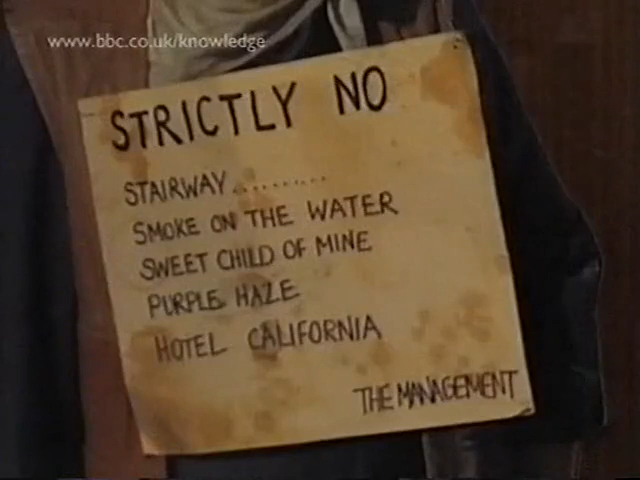 www.bbc.co.uk/knowledge
STRICTLY NO
STAIRWAY..........
SMOKE ON THE WATER
SWEET CHILD OF MINE
PURPLE HAZE
HOTEL CALIFORNIA
THE MANAGEMENT